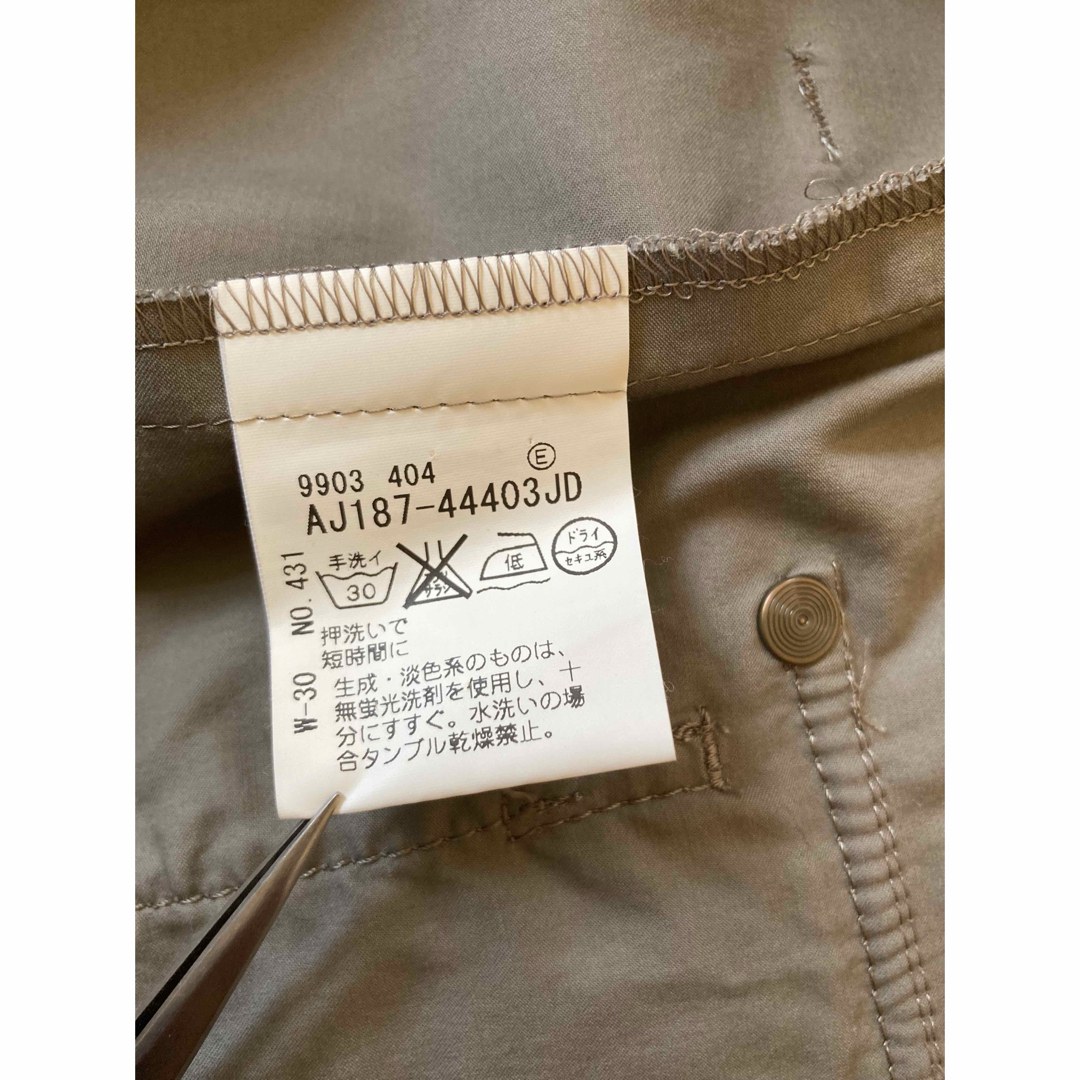 9903 404 Ⓔ
AJ187-44403JD
手洗イ
30
サラシ
低
ドライ
セキユ系
W-30 NO.431
押洗いで
短時間に
生成・淡色系のものは、
無蛍光洗剤を使用し、十
分にすすぐ。水洗いの場
合タンブル乾燥禁止。